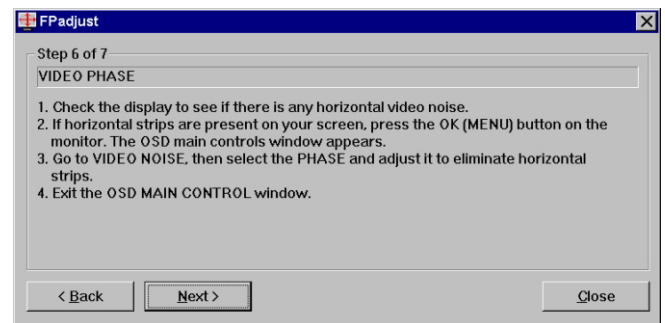 FPadjust
Step 6 of 7
VIDEO PHASE
1. Check the display to see if there is any horizontal video noise.
2. If horizontal strips are present on your screen, press the OK (MENU) button on the
monitor. The OSD main controls window appears.
3. Go to VIDEO NOISE, then select the PHASE and adjust it to eliminate horizontal
strips.
4. Exit the OSD MAIN CONTROL window.
< Back Next > Close